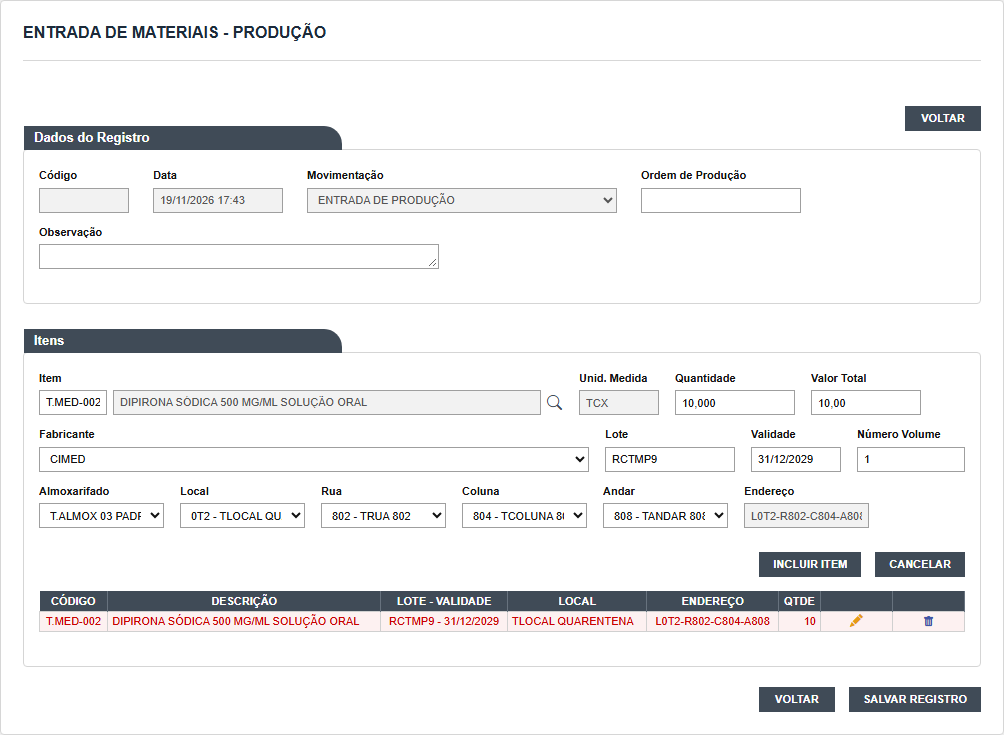 ENTRADA DE MATERIAIS - PRODUÇÃO
VOLTAR
Dados do Registro
Código Data Movimentação Ordem de Produção
19/11/2026 17:43 ENTRADA DE PRODUÇÃO
Observação
Itens
Item Unid. Medida Quantidade Valor Total
T.MED-002 DIPIRONA SÓDICA 500 MG/ML SOLUÇÃO ORAL TCX 10,000 10,00
Fabricante Lote Validade Número Volume
CIMED RCTMP9 31/12/2029 1
Almoxarifado Local Rua Coluna Andar Endereço
T.ALMOX 03 PADR 0T2 - TLOCAL QU 802 - TRUA 802 804 - TCOLUNA 80 808 - TANDAR 808 L0T2-R802-C804-A808
INCLUIR ITEM CANCELAR
CÓDIGO DESCRIÇÃO LOTE - VALIDADE LOCAL ENDEREÇO QTDE
T.MED-002 DIPIRONA SÓDICA 500 MG/ML SOLUÇÃO ORAL RCTMP9 - 31/12/2029 TLOCAL QUARENTENA L0T2-R802-C804-A808 10
VOLTAR SALVAR REGISTRO